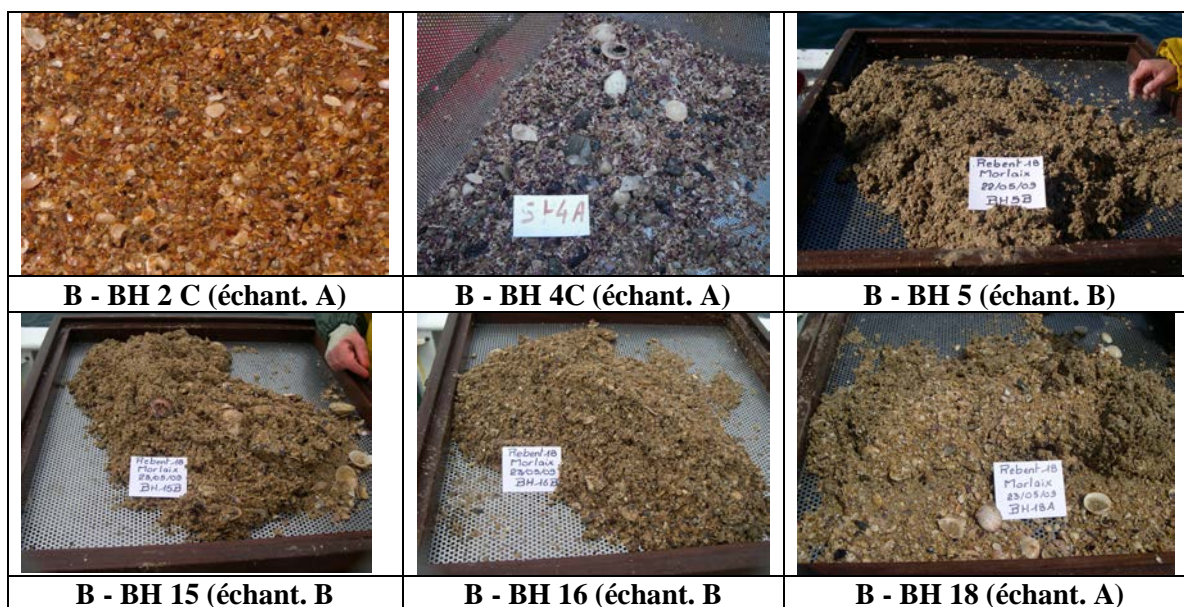 S L4 A
Rebent 18
Morlaix
22/05/09
BH5B
B - BH 2 C (échant. A)
B - BH 4C (échant. A)
B - BH 5 (échant. B)
Rebent 18
Morlaix
23/05/09
BH-15B
Rebent 18
Morlaix
23/05/09
BH-16B
Rebent-18
Morlaix
23/05/09
BH-18A
B - BH 15 (échant. B
B - BH 16 (échant. B
B - BH 18 (échant. A)